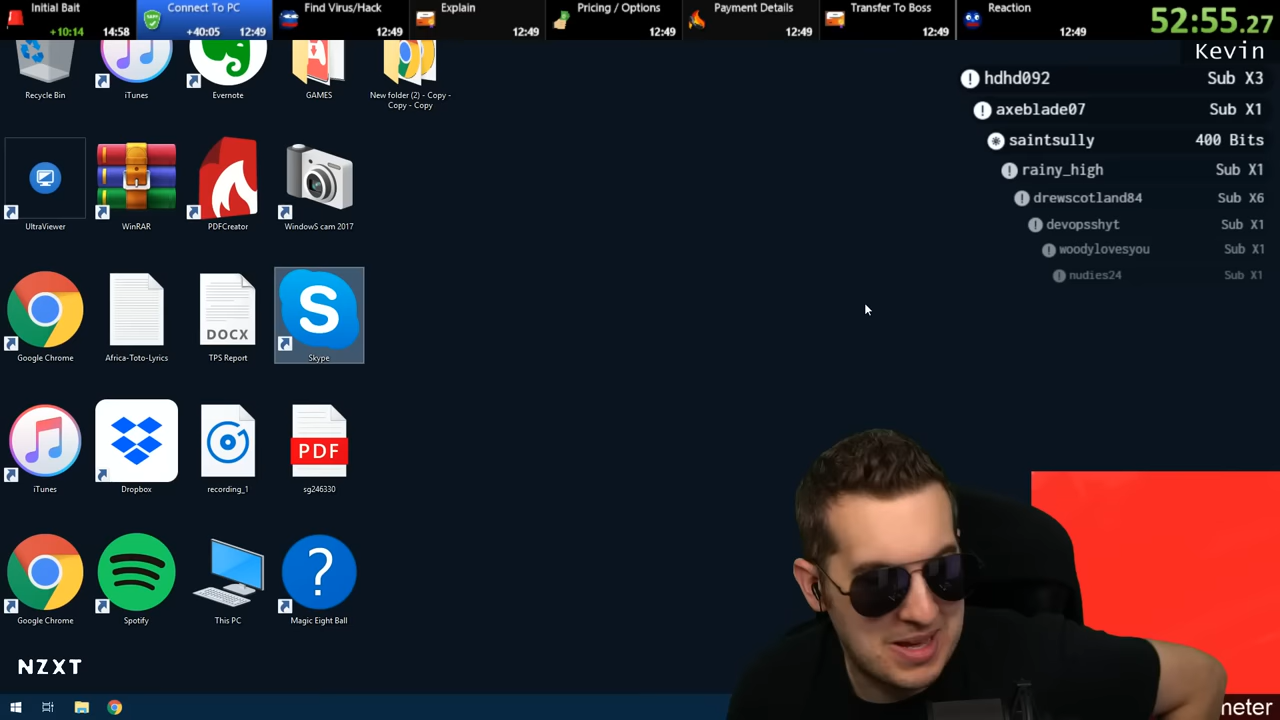 Initial Bait
+10:14 14:58
Connect To PC
+40:05 12:49
Find Virus/Hack
12:49
Explain
12:49
Pricing / Options
12:49
Payment Details
12:49
Transfer To Boss
12:49
Reaction
12:49
52:55.27
Kevin
hdhd092 Sub X3
axeblade07 Sub X1
saintsully 400 Bits
rainy_high Sub X1
drewscotland84 Sub X6
devopsshyt Sub X1
woodylovesyou Sub X1
nudies24 Sub X1
Recycle Bin
iTunes
Evernote
GAMES
New folder (2) - Copy -
Copy - Copy
UltraViewer
WinRAR
PDFCreator
WindowS cam 2017
Google Chrome
Africa-Toto-Lyrics
DOCX
TPS Report
S
Skype
iTunes
Dropbox
recording_1
PDF
sg246330
Google Chrome
Spotify
This PC
?
Magic Eight Ball
NZXT
meter